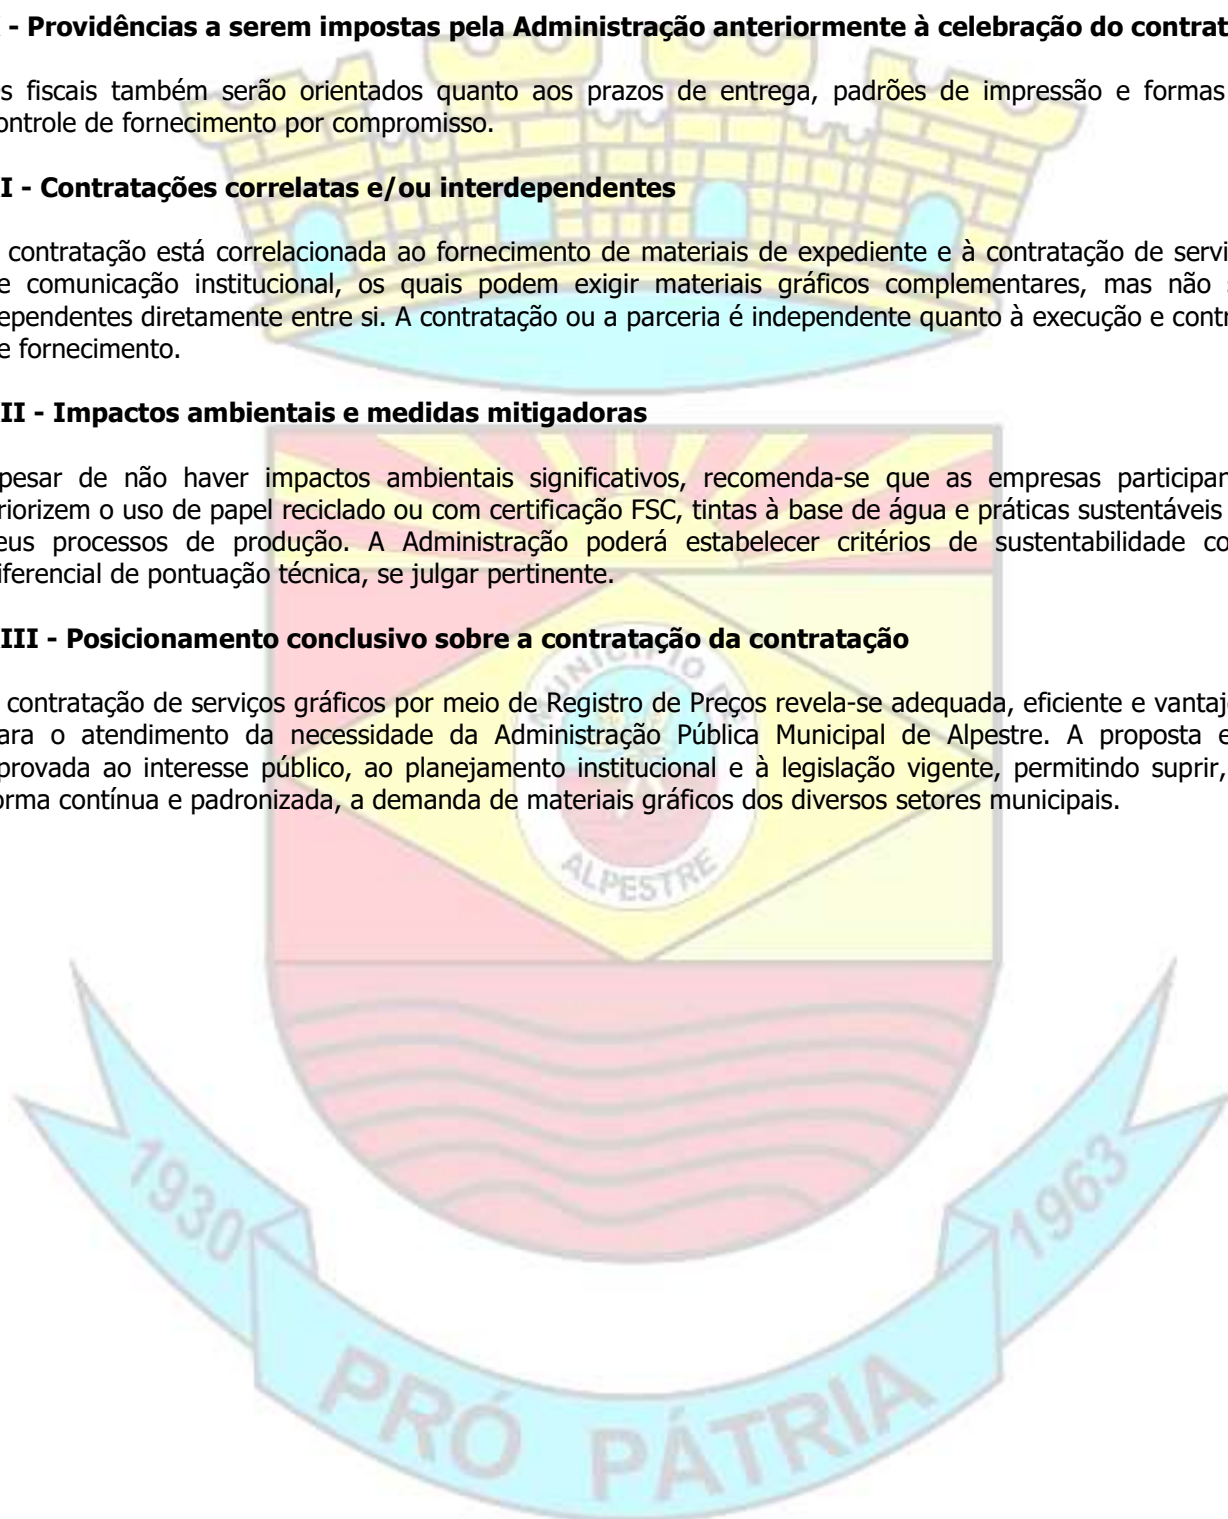 - Providências a serem impostas pela Administração anteriormente à celebração do contrat
s fiscais também serão orientados quanto aos prazos de entrega, padrões de impressão e formas
ontrole de fornecimento por compromisso.
I - Contratações correlatas e/ou interdependentes
contratação está correlacionada ao fornecimento de materiais de expediente e à contratação de servi
e comunicação institucional, os quais podem exigir materiais gráficos complementares, mas não s
ependentes diretamente entre si. A contratação ou a parceria é independente quanto à execução e contr
e fornecimento.
II - Impactos ambientais e medidas mitigadoras
pesar de não haver impactos ambientais significativos, recomenda-se que as empresas participan
riorizem o uso de papel reciclado ou com certificação FSC, tintas à base de água e práticas sustentáveis
eus processos de produção. A Administração poderá estabelecer critérios de sustentabilidade co
iferencial de pontuação técnica, se julgar pertinente.
III - Posicionamento conclusivo sobre a contratação da contratação
contratação de serviços gráficos por meio de Registro de Preços revela-se adequada, eficiente e vantaj
ara o atendimento da necessidade da Administração Pública Municipal de Alpestre. A proposta e
provada ao interesse público, ao planejamento institucional e à legislação vigente, permitindo suprir,
orma contínua e padronizada, a demanda de materiais gráficos dos diversos setores municipais.
MUNICÍPIO DE
ALPESTRE
1930
1963
PRÓ PÁTRIA